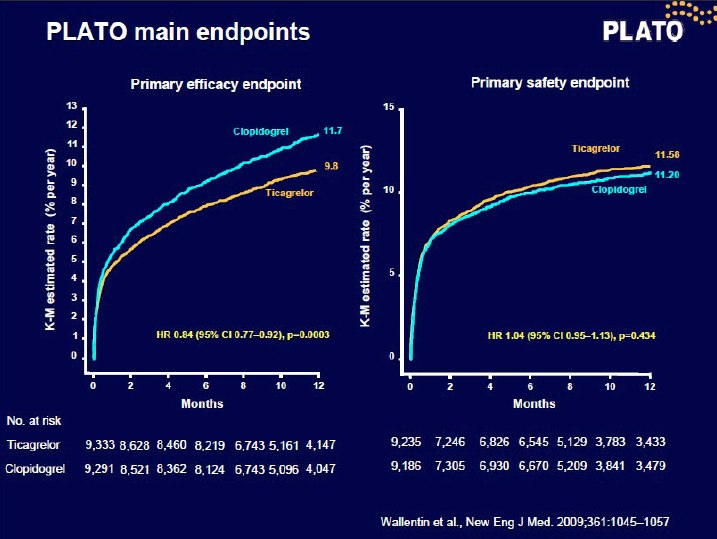 PLATO main endpoints
PLATO
Primary efficacy endpoint
K-M estimated rate (% per year)
13
12
11
10
9
8
7
6
5
4
3
2
1
0
Clopidogrel 11.7
9.8
Ticagrelor
HR 0.84 (95% CI 0.77–0.92), p=0.0003
0 2 4 6 8 10 12
Months
Primary safety endpoint
K-M estimated rate (% per year)
15
10
5
0
Ticagrelor 11.58
11.20
Clopidogrel
HR 1.04 (95% CI 0.95–1.13), p=0.434
0 2 4 6 8 10 12
Months
No. at risk
Ticagrelor 9,333 8,628 8,460 8,219 6,743 5,161 4,147
Clopidogrel 9,291 8,521 8,362 8,124 6,743 5,096 4,047
9,235 7,246 6,826 6,545 5,129 3,783 3,433
9,186 7,305 6,930 6,670 5,209 3,841 3,479
Wallentin et al., New Eng J Med. 2009;361:1045–1057